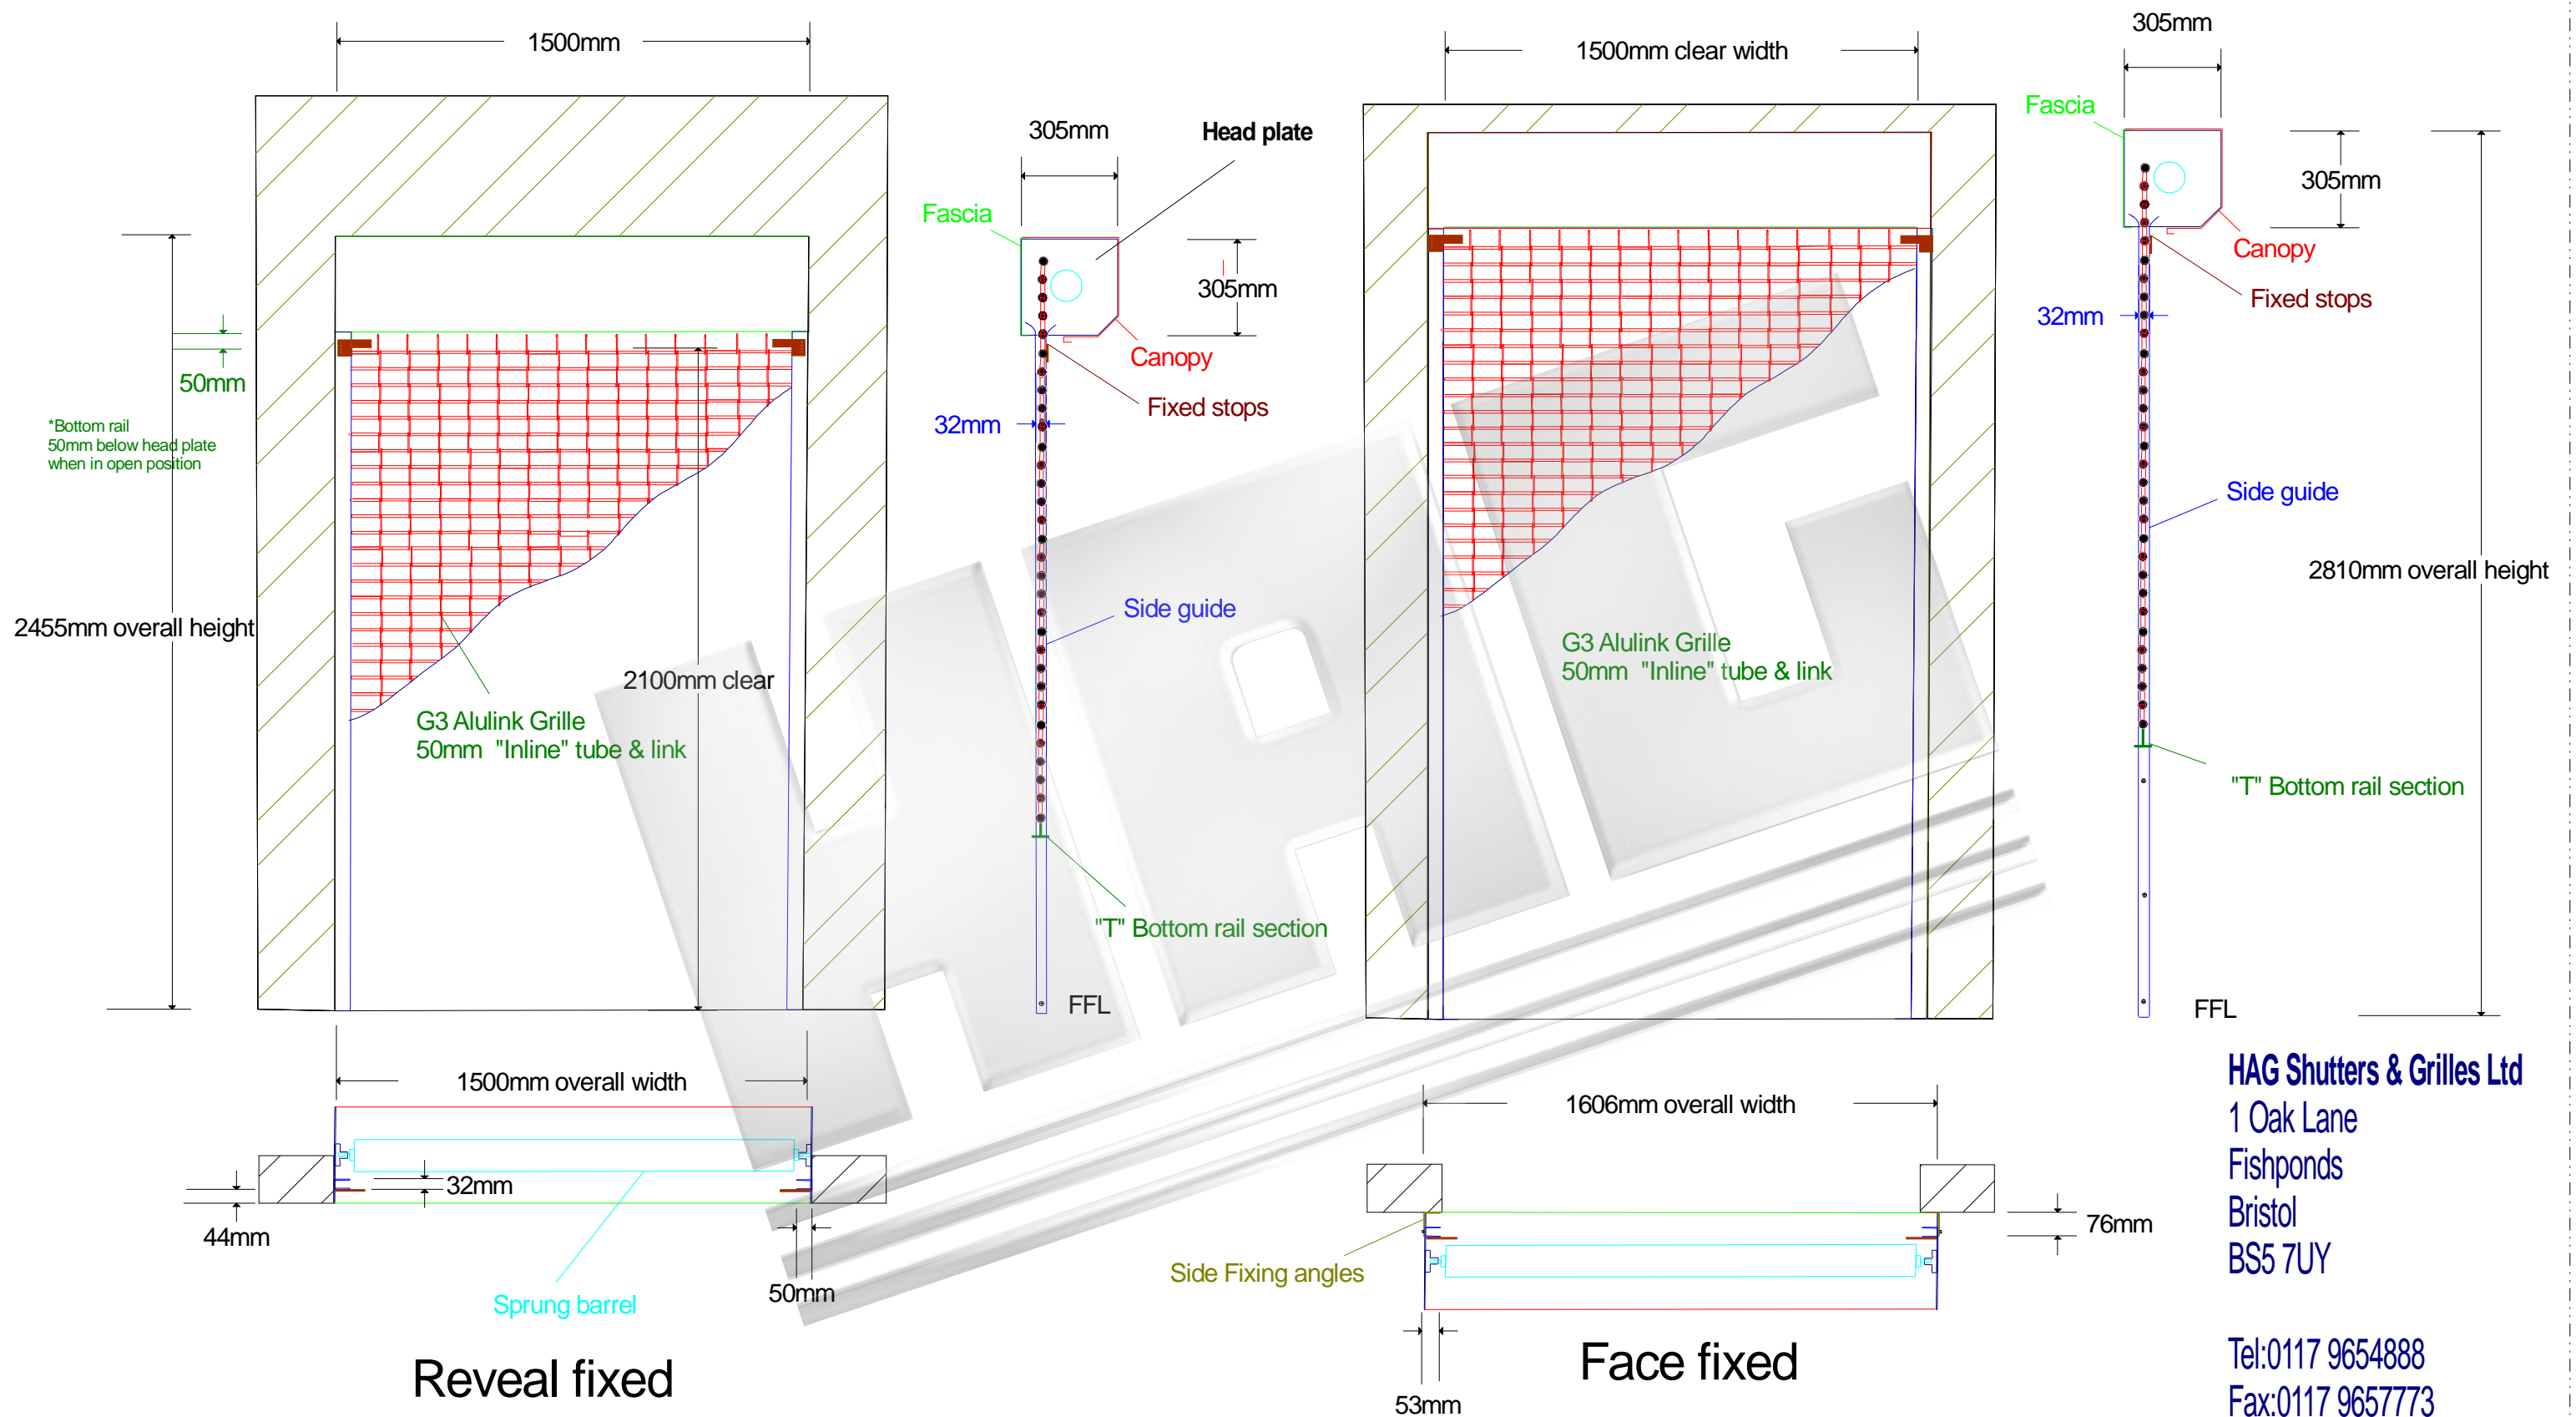 1500mm
1500mm clear width
305mm
305mm
Head plate
Fascia
Fascia
305mm
305mm
Canopy
Canopy
Fixed stops
Fixed stops
32mm
32mm
50mm
*Bottom rail
50mm below head plate
when in open position
Side guide
Side guide
2455mm overall height
2810mm overall height
2100mm clear
G3 Alulink Grille
50mm "Inline" tube & link
G3 Alulink Grille
50mm "Inline" tube & link
"T" Bottom rail section
"T" Bottom rail section
FFL
FFL
HAG
1500mm overall width
32mm
44mm
50mm
Sprung barrel
Reveal fixed
1606mm overall width
76mm
Side Fixing angles
53mm
Face fixed
HAG Shutters & Grilles Ltd
1 Oak Lane
Fishponds
Bristol
BS5 7UY
Tel:0117 9654888
Fax:0117 9657773